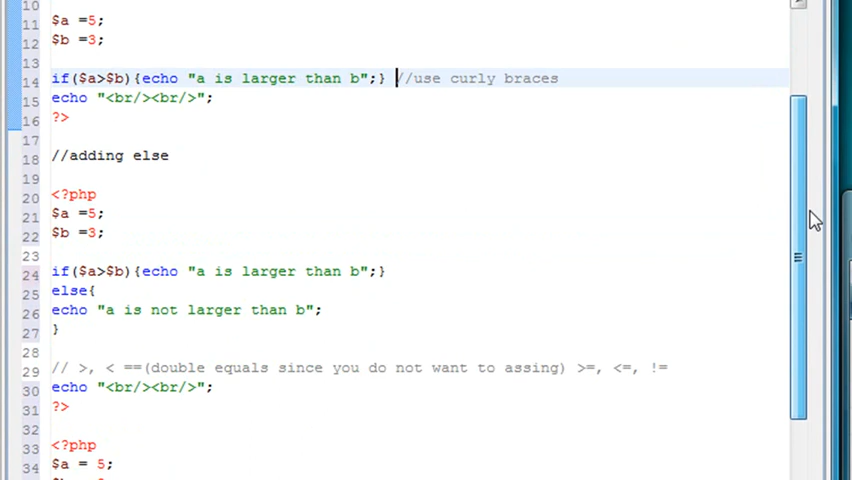 10
11 $a =5;
12 $b =3;
13
14 if($a>$b){echo "a is larger than b";} //use curly braces
15 echo "<br/><br/>";
16 ?>
17
18 //adding else
19
20 <?php
21 $a =5;
22 $b =3;
23
24 if($a>$b){echo "a is larger than b";}
25 else{
26 echo "a is not larger than b";
27 }
28
29 // >, < ==(double equals since you do not want to assing) >=, <=, !=
30 echo "<br/><br/>";
31 ?>
32
33 <?php
34 $a = 5;